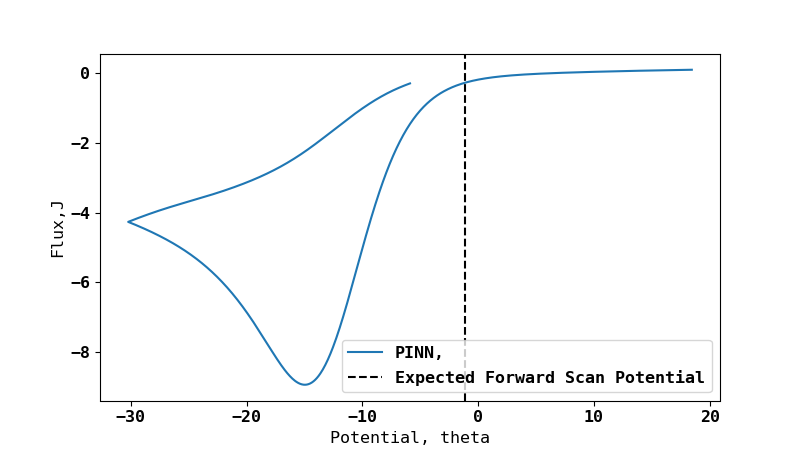 0
−2
−4
−6
−8
Flux,J
PINN,
Expected Forward Scan Potential
−30 −20 −10 0 10 20
Potential, theta